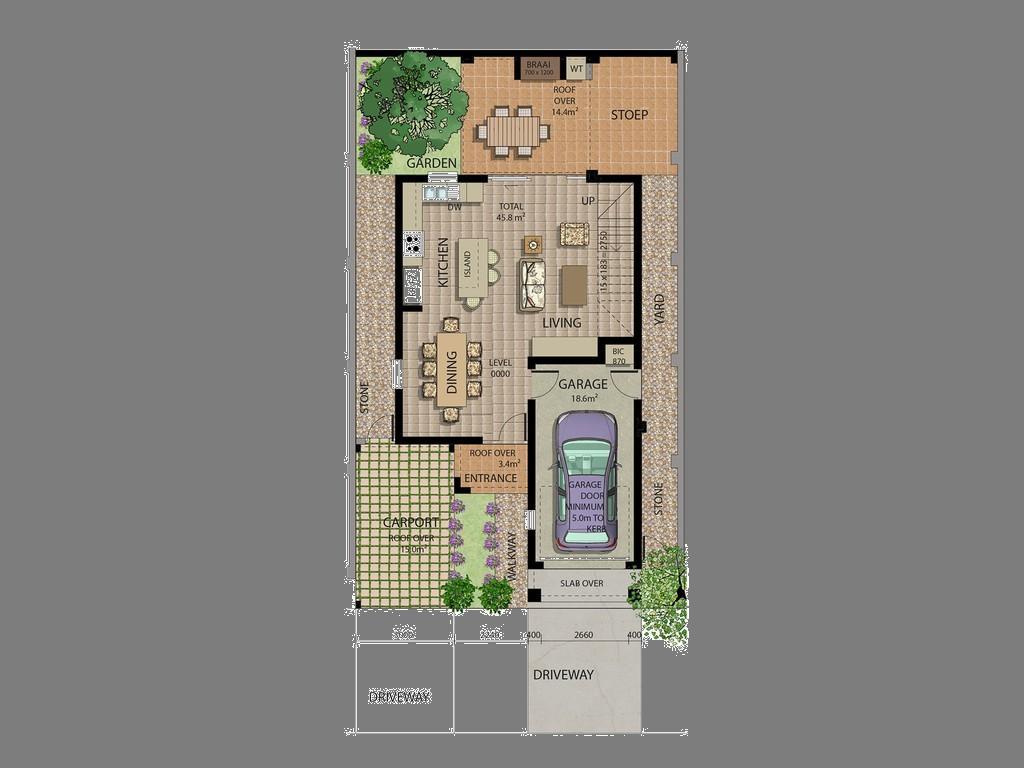 BRAAI
700 x 1200
WT
ROOF
OVER
14.4m²
STOEP
GARDEN
DW
TOTAL
45.8 m²
UP
KITCHEN
ISLAND
15 x 183 = 2750
LIVING
YARD
DINING
LEVEL
0000
BIC
870
GARAGE
18.6m²
STONE
ROOF OVER
3.4m²
ENTRANCE
GARAGE
DOOR
MINIMUM
5.0m TO
KERB
STONE
CARPORT
ROOF OVER
15.0m²
WALKWAY
SLAB OVER
400
2660
400
DRIVEWAY
DRIVEWAY